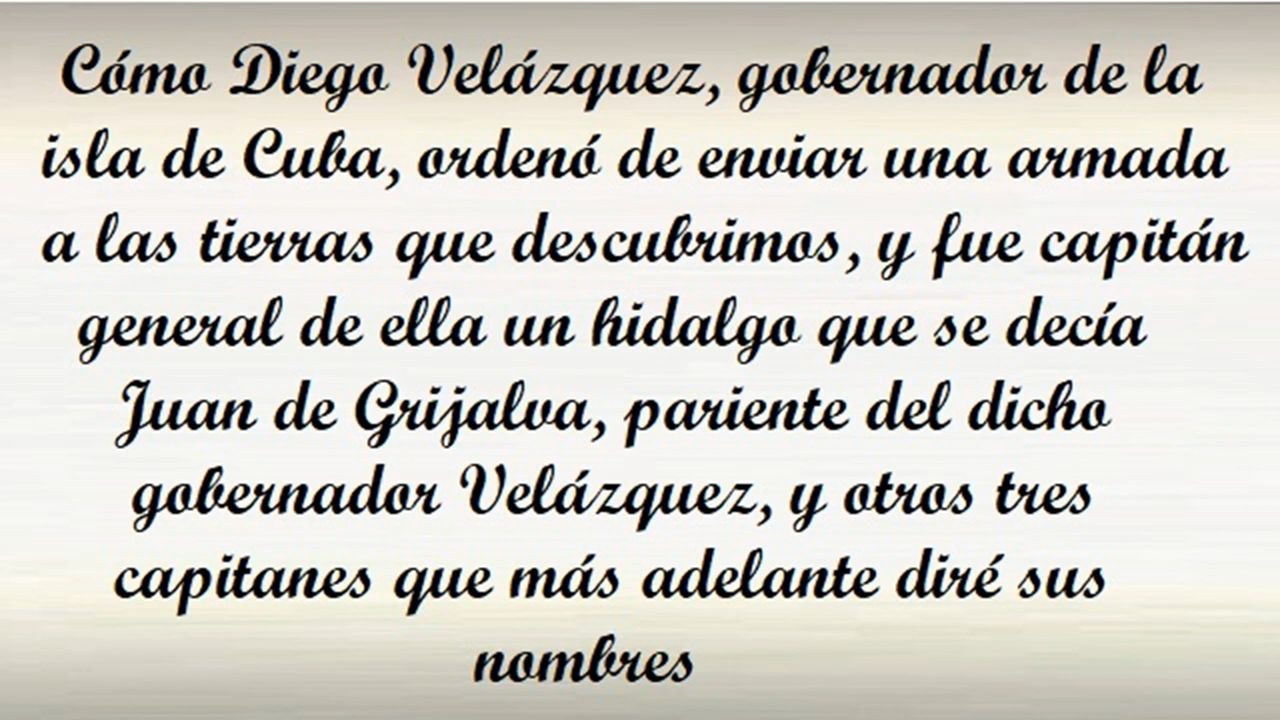 Cómo Diego Velázquez, gobernador de la
isla de Cuba, ordenó de enviar una armada
a las tierras que descubrimos, y fue capitán
general de ella un hidalgo que se decía
Juan de Grijalva, pariente del dicho
gobernador Velázquez, y otros tres
capitanes que más adelante diré sus
nombres